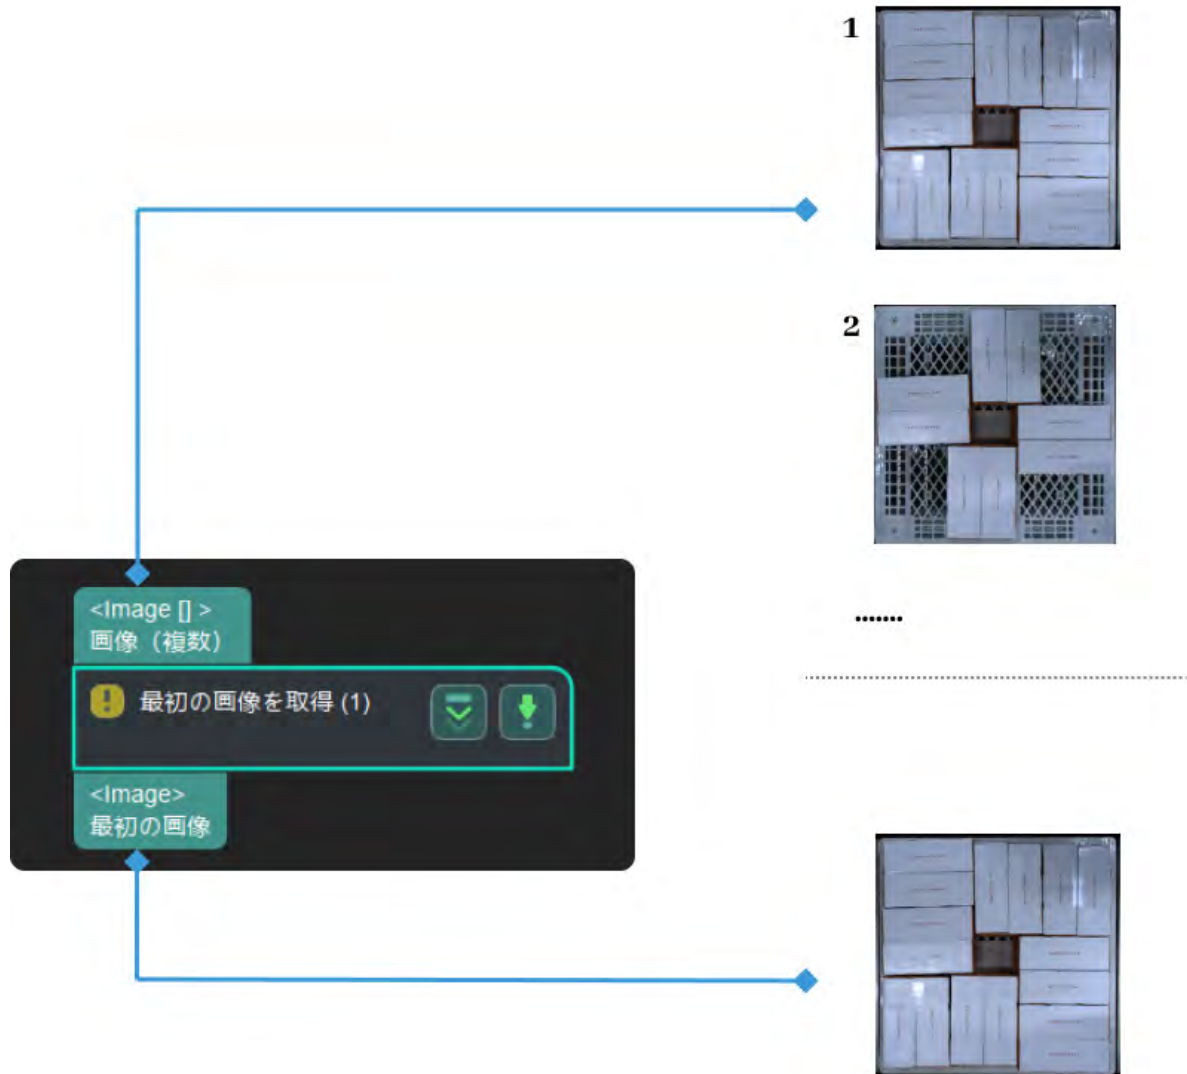 1
2
.......
<Image [] >
画像（複数）
最初の画像を取得 (1)
<Image>
最初の画像